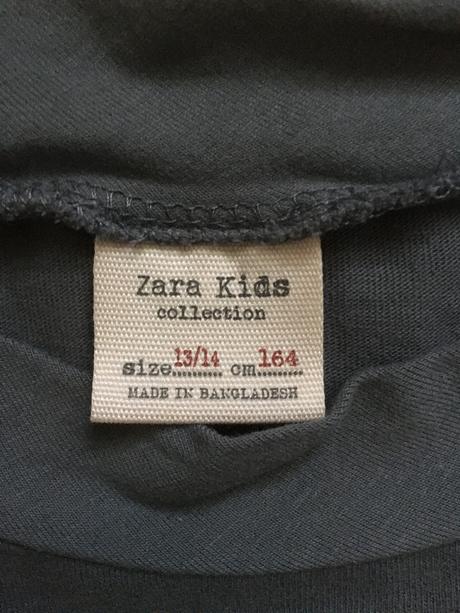 Zara Kids
collection
size 13/14 cm 164
MADE IN BANGLADESH